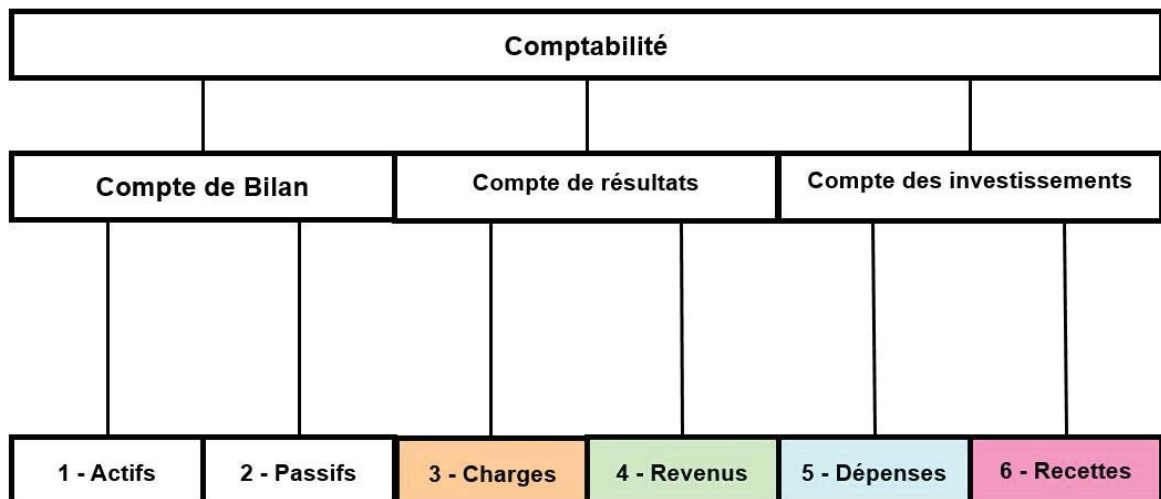 Comptabilité
Compte de Bilan
Compte de résultats
Compte des investissements
1 - Actifs
2 - Passifs
3 - Charges
4 - Revenus
5 - Dépenses
6 - Recettes